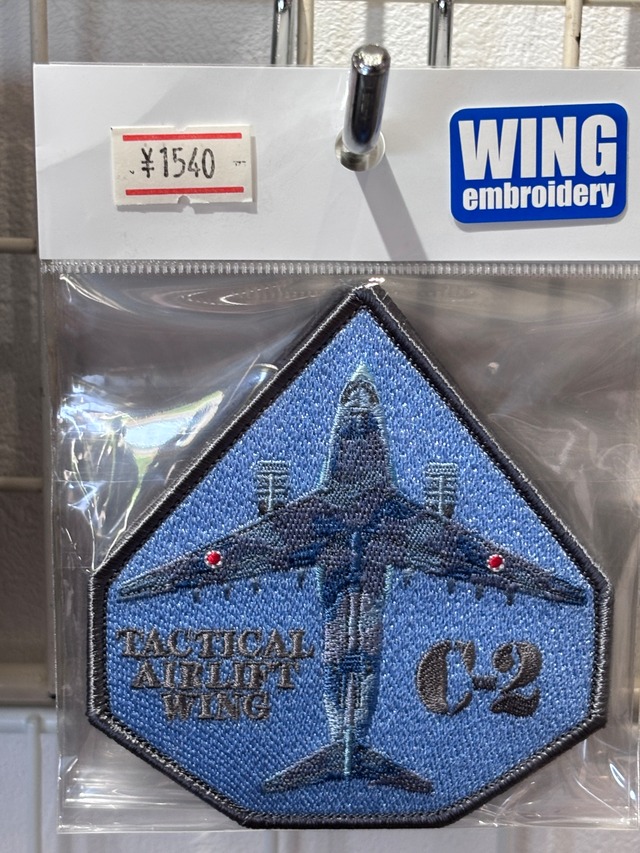 ¥1540
WING
embroidery
TACTICAL
AIRLIFT
WING
C-2